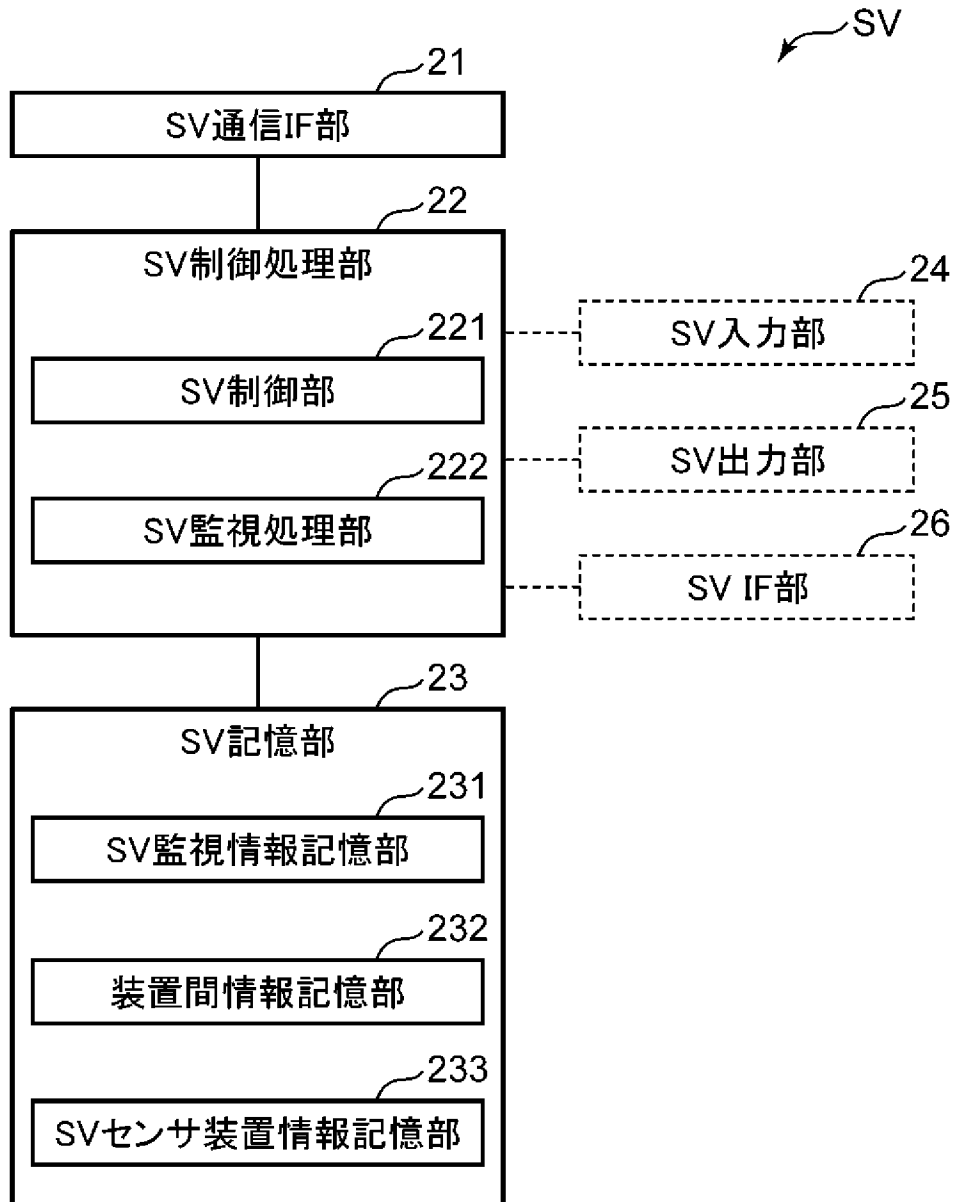 SV
21
SV通信IF部
22
SV制御処理部
221
SV制御部
222
SV監視処理部
24
SV入力部
25
SV出力部
26
SV IF部
23
SV記憶部
231
SV監視情報記憶部
232
装置間情報記憶部
233
SVセンサ装置情報記憶部